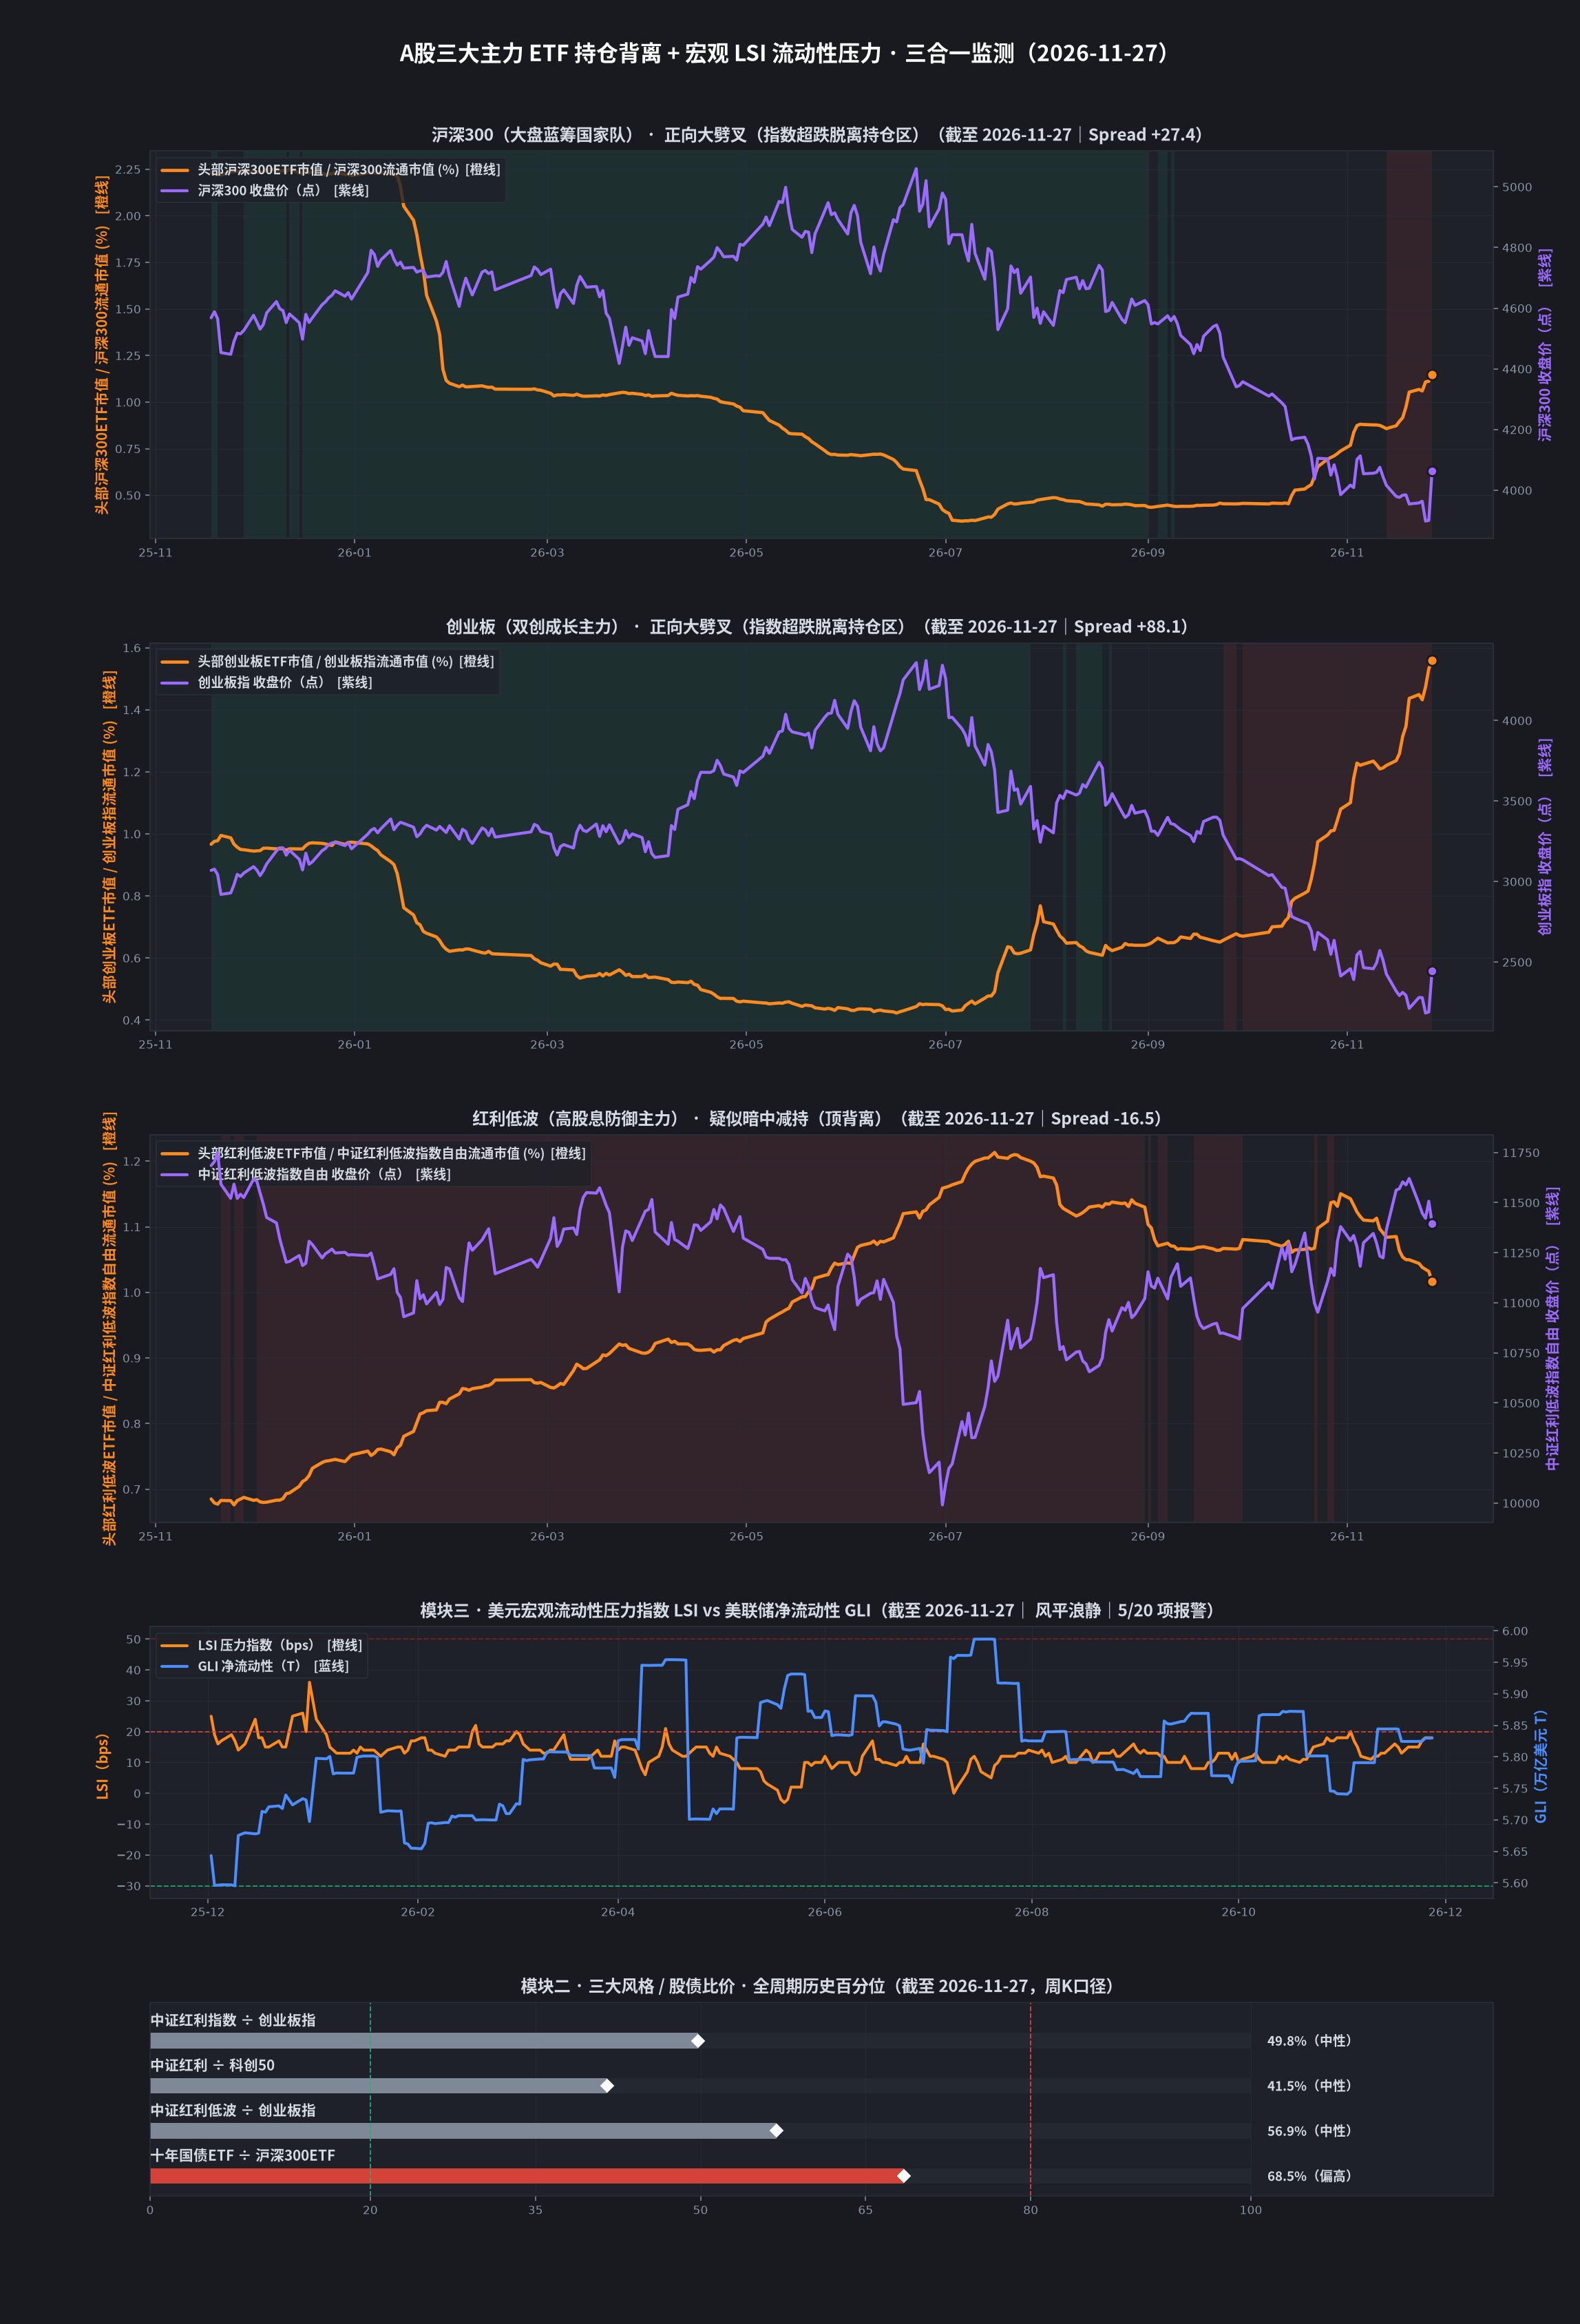 A股三大主力 ETF 持仓背离 + 宏观 LSI 流动性压力 · 三合一监测（2026-11-27）
沪深300（大盘蓝筹国家队） · 正向大劈叉（指数超跌脱离持仓区）（截至 2026-11-27｜Spread +27.4）
头部沪深300ETF市值 / 沪深300流通市值 (%) [橙线]
沪深300 收盘价（点） [紫线]
头部沪深300ETF市值 / 沪深300流通市值 (%) [橙线]
2.25
2.00
1.75
1.50
1.25
1.00
0.75
0.50
5000
4800
4600
4400
4200
4000
沪深300 收盘价（点） [紫线]
25-11 26-01 26-03 26-05 26-07 26-09 26-11
创业板（双创成长主力） · 正向大劈叉（指数超跌脱离持仓区）（截至 2026-11-27｜Spread +88.1）
头部创业板ETF市值 / 创业板指流通市值 (%) [橙线]
创业板指 收盘价（点） [紫线]
头部创业板ETF市值 / 创业板指流通市值 (%) [橙线]
1.6
1.4
1.2
1.0
0.8
0.6
0.4
4000
3500
3000
2500
创业板指 收盘价（点） [紫线]
25-11 26-01 26-03 26-05 26-07 26-09 26-11
红利低波（高股息防御主力） · 疑似暗中减持（顶背离）（截至 2026-11-27｜Spread -16.5）
头部红利低波ETF市值 / 中证红利低波指数自由流通市值 (%) [橙线]
中证红利低波指数自由 收盘价（点） [紫线]
头部红利低波ETF市值 / 中证红利低波指数自由流通市值 (%) [橙线]
1.2
1.1
1.0
0.9
0.8
0.7
11750
11500
11250
11000
10750
10500
10250
10000
中证红利低波指数自由 收盘价（点） [紫线]
25-11 26-01 26-03 26-05 26-07 26-09 26-11
模块三 · 美元宏观流动性压力指数 LSI vs 美联储净流动性 GLI（截至 2026-11-27｜ 风平浪静｜5/20 项报警）
LSI 压力指数（bps） [橙线]
GLI 净流动性（T） [蓝线]
LSI（bps）
50
40
30
20
10
0
−10
−20
−30
6.00
5.95
5.90
5.85
5.80
5.75
5.70
5.65
5.60
GLI（万亿美元 T）
25-12 26-02 26-04 26-06 26-08 26-10 26-12
模块二 · 三大风格 / 股债比价 · 全周期历史百分位（截至 2026-11-27，周K口径）
中证红利指数 ÷ 创业板指
49.8%（中性）
中证红利 ÷ 科创50
41.5%（中性）
中证红利低波 ÷ 创业板指
56.9%（中性）
十年国债ETF ÷ 沪深300ETF
68.5%（偏高）
0 20 35 50 65 80 100